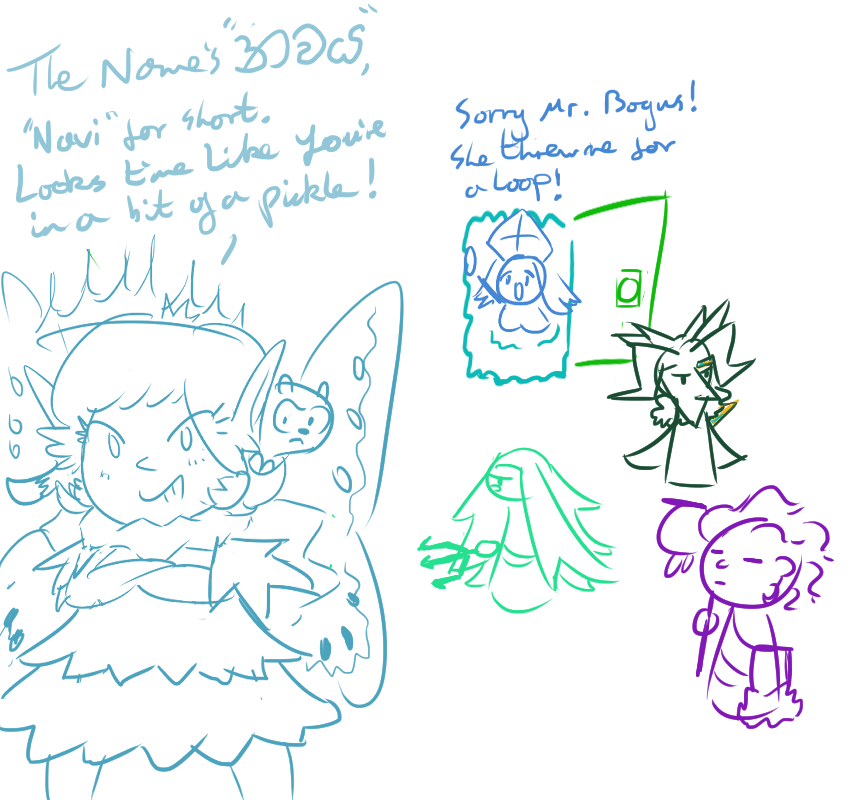 The Name's
"Navi" for short.
Looks time like you're
in a bit of a pickle!
Sorry Mr. Bogus!
She threw me for
a loop!